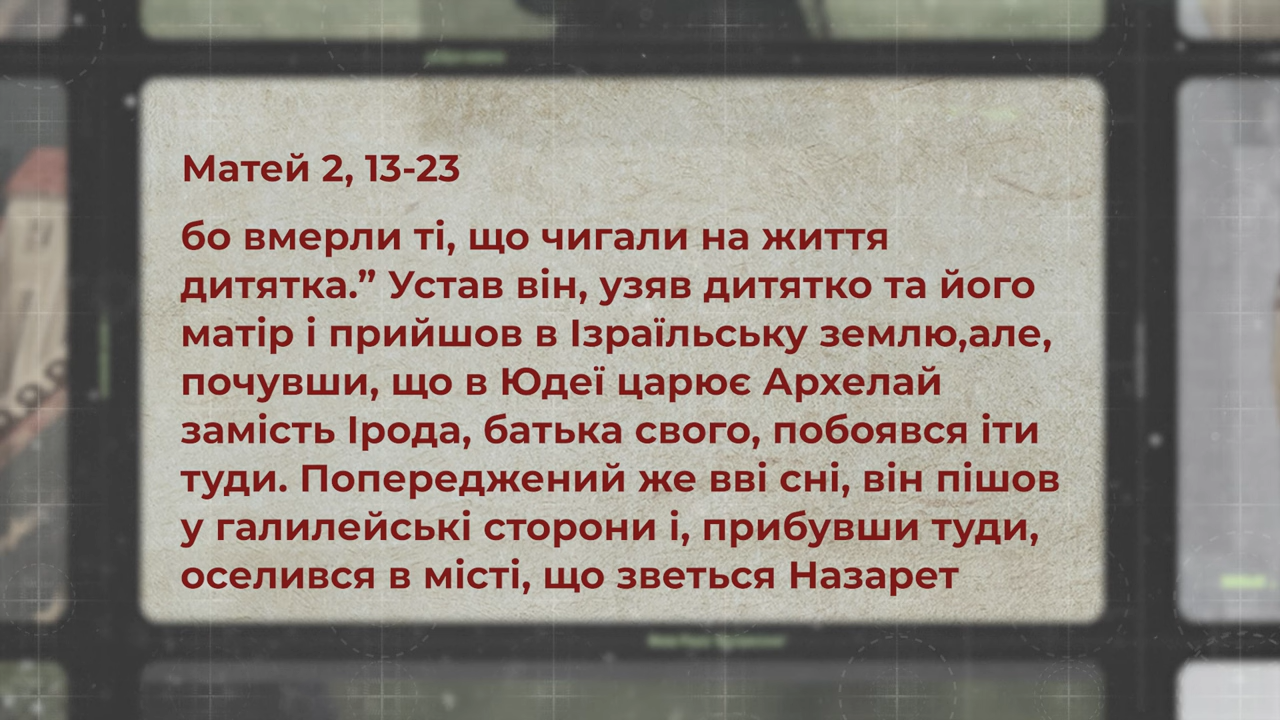 Матей 2, 13-23
бо вмерли ті, що чигали на життя
дитятка.” Устав він, узяв дитятко та його
матір і прийшов в Ізраїльську землю,але,
почувши, що в Юдеї царює Архелай
замість Ірода, батька свого, побоявся іти
туди. Попереджений же вві сні, він пішов
у галилейські сторони і, прибувши туди,
оселився в місті, що зветься Назарет